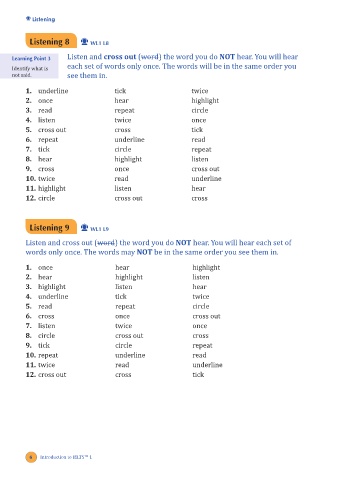 Listening
Listening 8 WL1 L8
Learning Point 1
Identify what is
not said.
Listen and cross out (word) the word you do NOT hear. You will hear
each set of words only once. The words will be in the same order you
see them in.
1. underline tick twice
2. once hear highlight
3. read repeat circle
4. listen twice once
5. cross out cross tick
6. repeat underline read
7. tick circle repeat
8. hear highlight listen
9. cross once cross out
10. twice read underline
11. highlight listen hear
12. circle cross out cross
Listening 9 WL1 L9
Listen and cross out (word) the word you do NOT hear. You will hear each set of
words only once. The words may NOT be in the same order you see them in.
1. once hear highlight
2. hear highlight listen
3. highlight listen hear
4. underline tick twice
5. read repeat circle
6. cross once cross out
7. listen twice once
8. circle cross out cross
9. tick circle repeat
10. repeat underline read
11. twice read underline
12. cross out cross tick
Introduction to IELTS™ 1